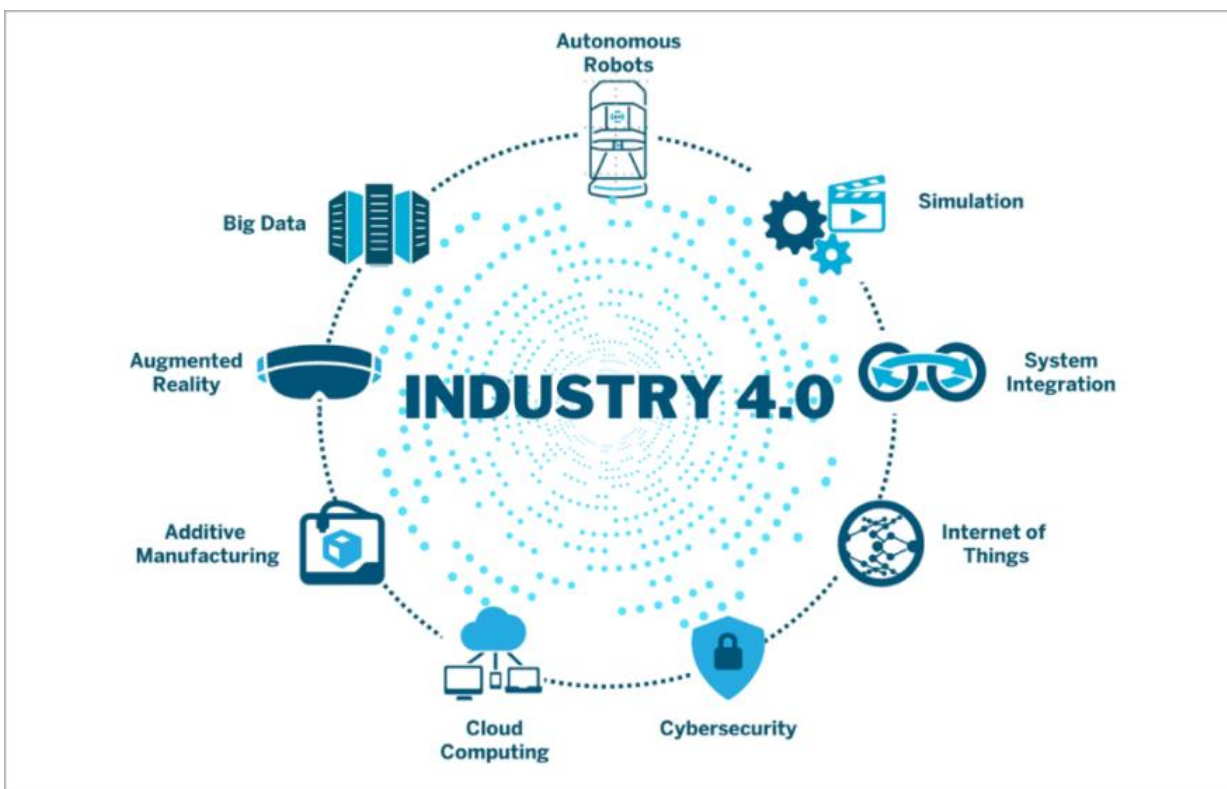 Autonomous
Robots
Simulation
Big Data
System
Integration
Augmented
Reality
INDUSTRY 4.0
Internet of
Things
Additive
Manufacturing
Cybersecurity
Cloud
Computing